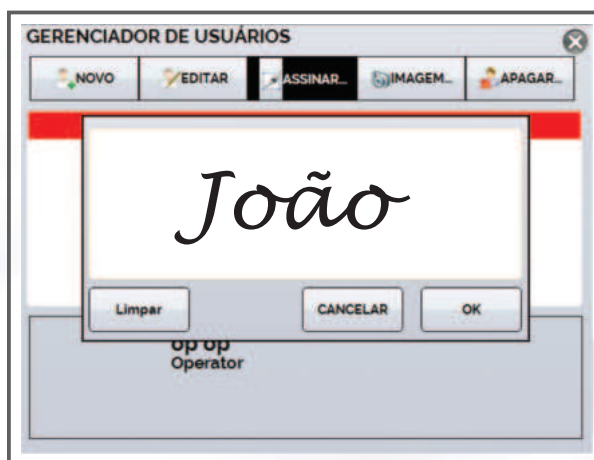 GERENCIADOR DE USUÁRIOS
NOVO EDITAR ASSINAR... IMAGEM... APAGAR...
João
Limpar CANCELAR OK
op op
Operator